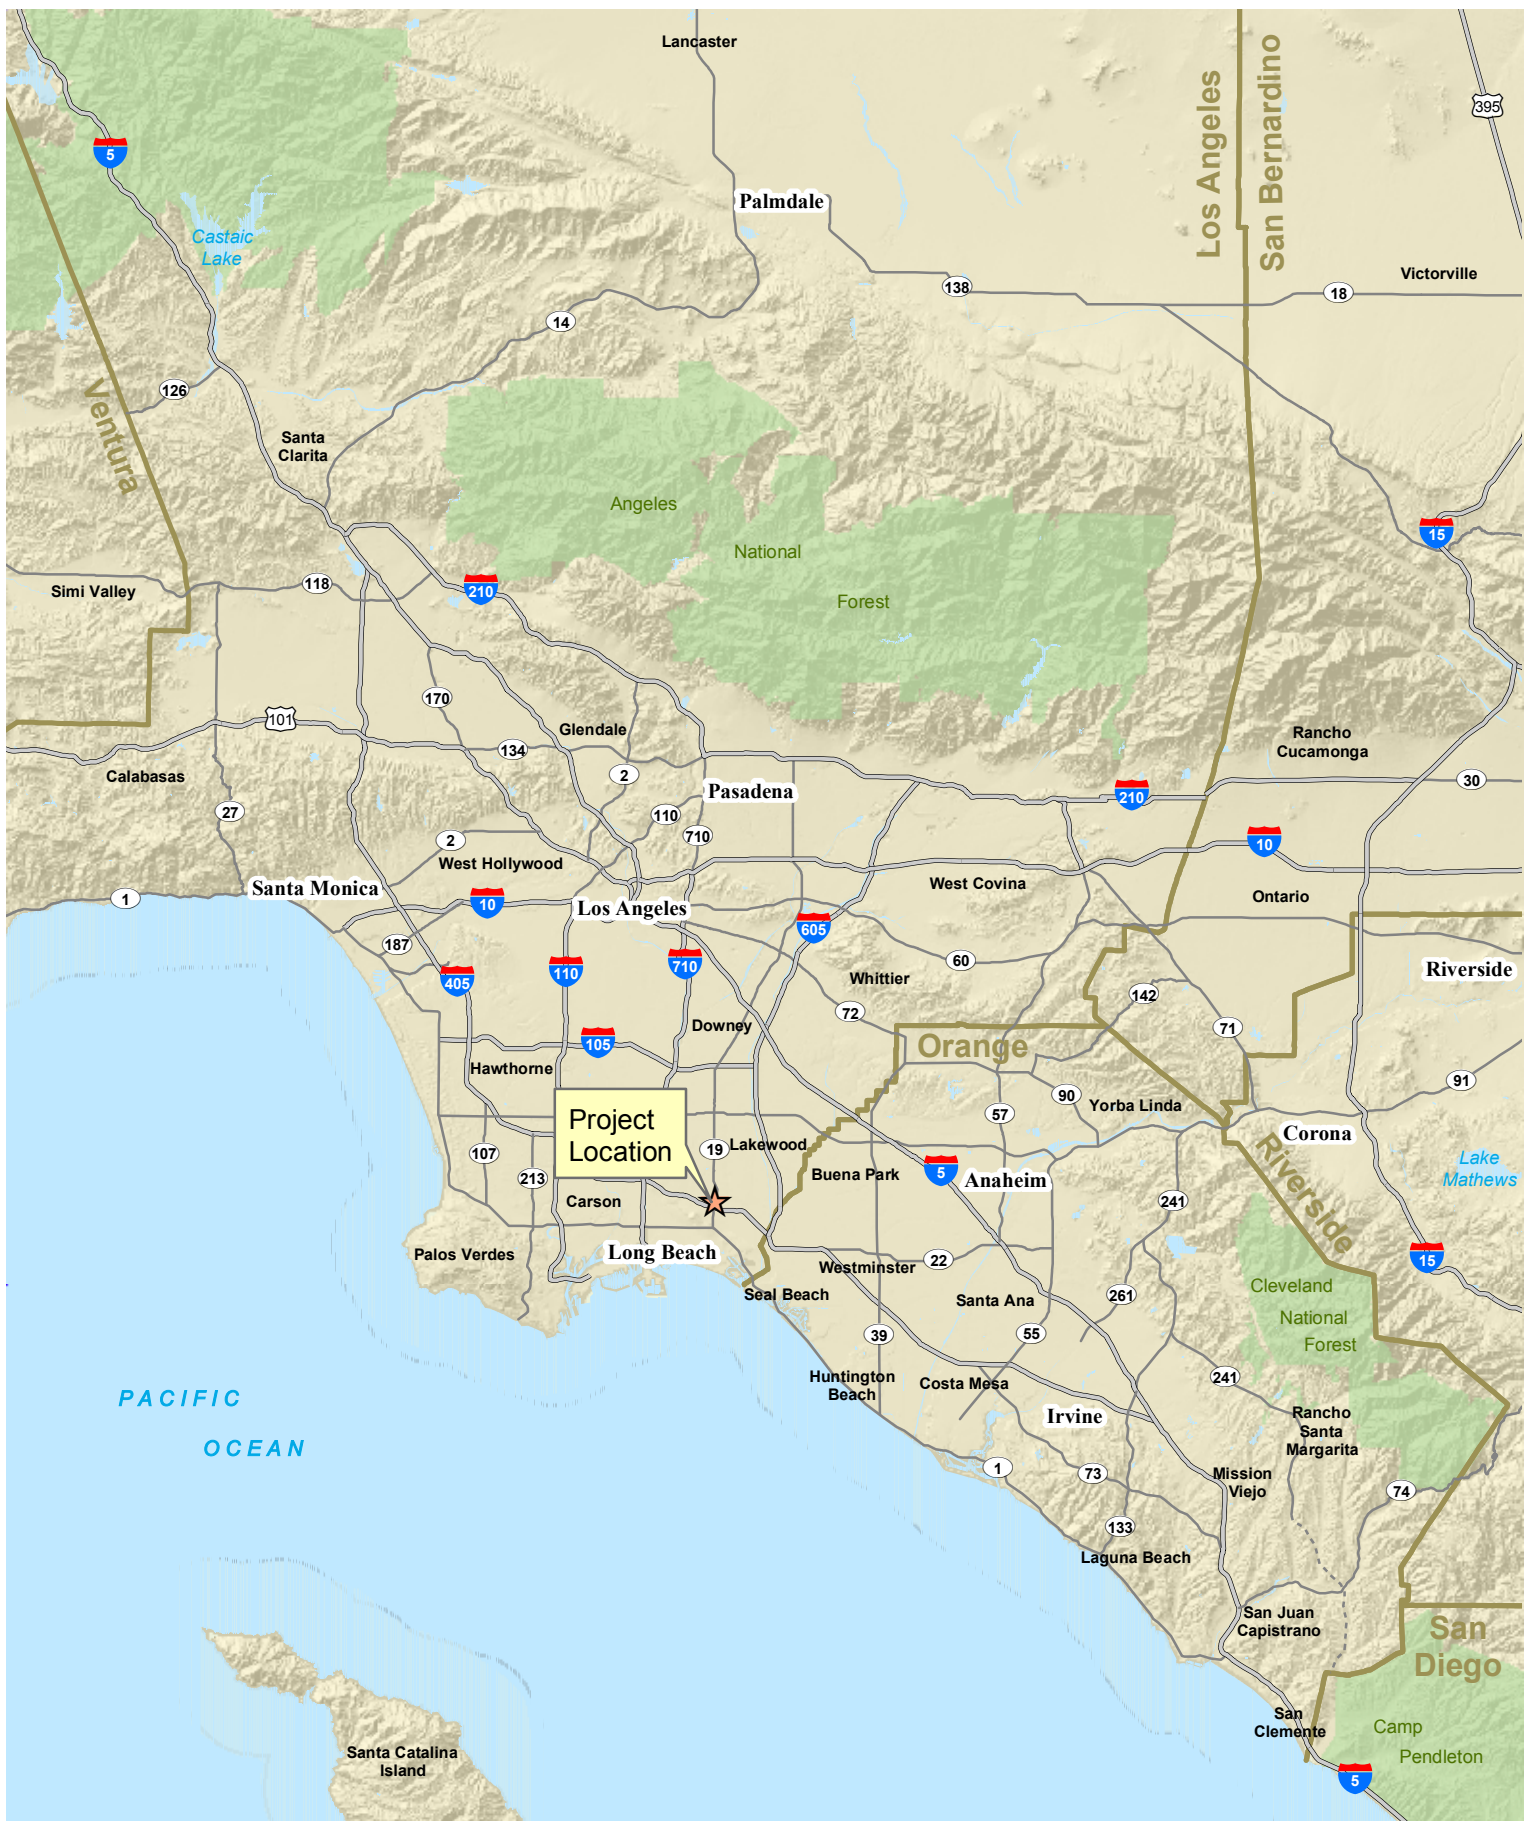 Lancaster
Los Angeles
San Bernardino
395
5
Palmdale
Castaic
Lake
Victorville
138
18
14
126
Ventura
Santa
Clarita
Angeles
National
Forest
15
Simi Valley
118
210
170
101
134
Glendale
Rancho
Cucamonga
Calabasas
2
Pasadena
210
30
27
110
710
2
West Hollywood
10
Santa Monica
West Covina
Ontario
1
10
Los Angeles
605
187
60
Riverside
405
110
710
Whittier
142
72
71
Downey
105
Orange
Hawthorne
91
90
Yorba Linda
57
Project
Location
Corona
Riverside
107
19
Lakewood
213
Buena Park
5
Anaheim
Lake
Mathews
Carson
241
Palos Verdes
Long Beach
Westminster
22
15
Seal Beach
Santa Ana
261
Cleveland
National
Forest
39
55
Huntington
Beach
Costa Mesa
241
PACIFIC
OCEAN
Irvine
Rancho
Santa
Margarita
1
73
Mission
Viejo
74
133
Laguna Beach
San Juan
Capistrano
San
Diego
San
Clemente
Camp
Pendleton
Santa Catalina
Island
5